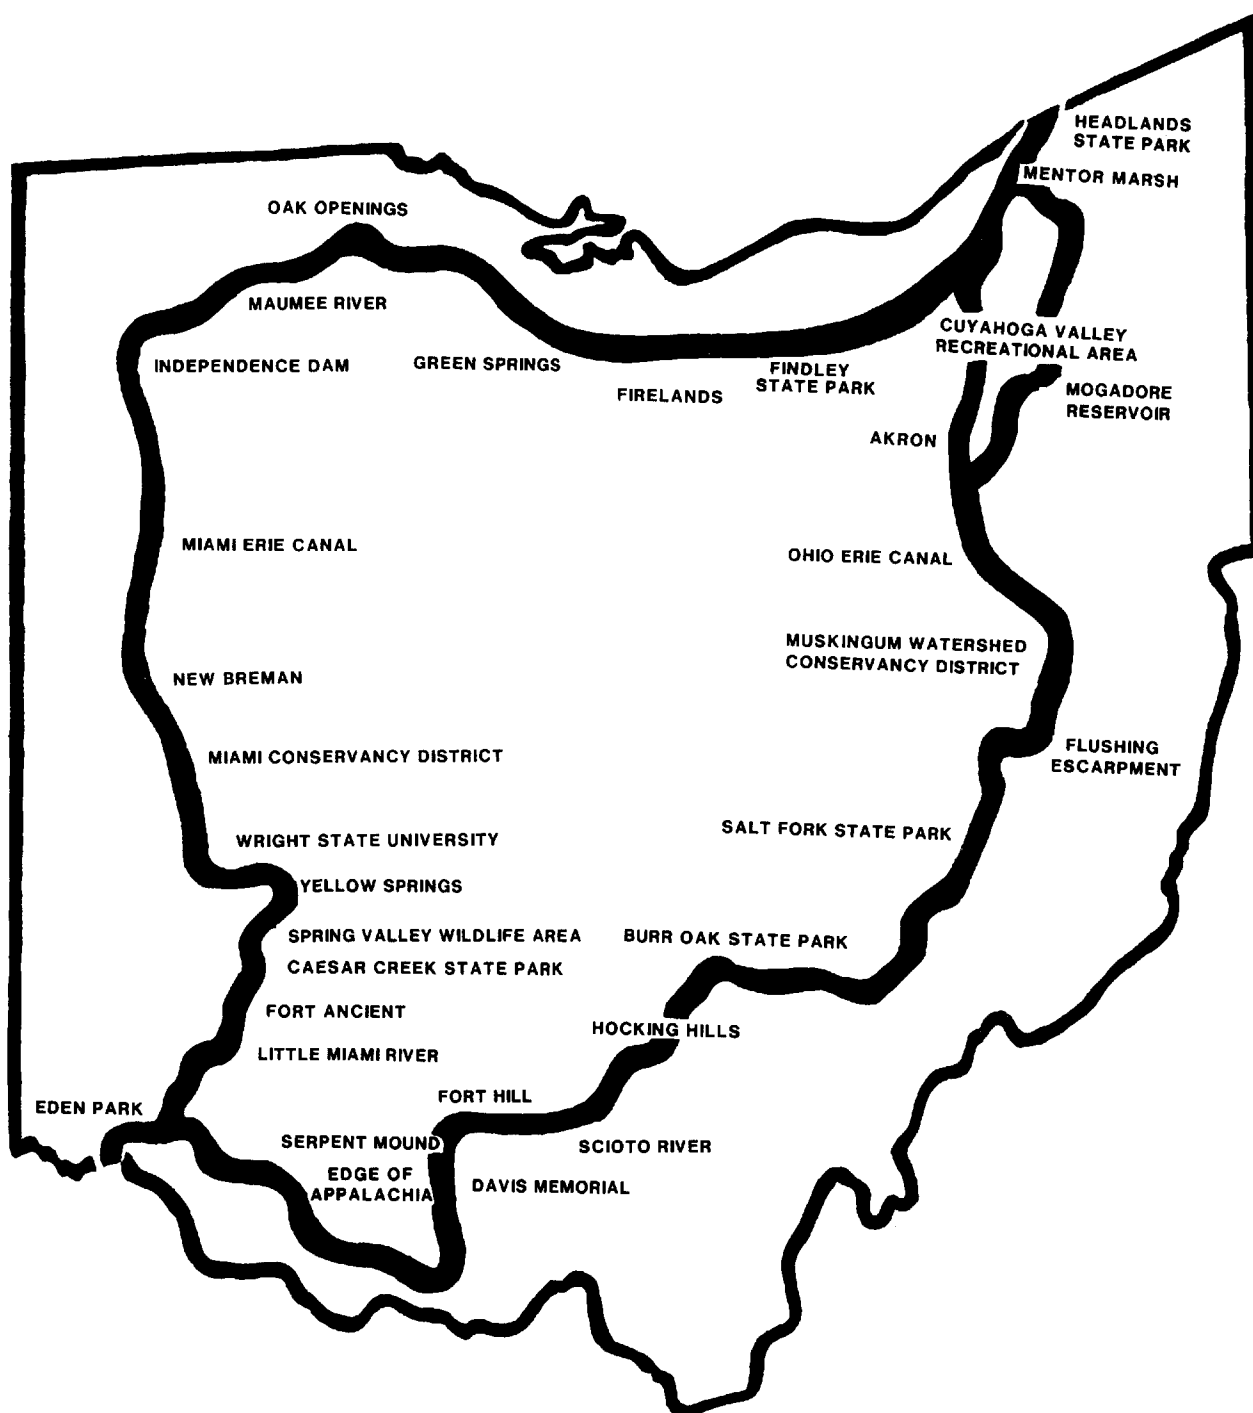 HEADLANDS
STATE PARK
MENTOR MARSH
OAK OPENINGS
MAUMEE RIVER
CUYAHOGA VALLEY
RECREATIONAL AREA
INDEPENDENCE DAM
GREEN SPRINGS
FIRELANDS
FINDLEY
STATE PARK
MOGADORE
RESERVOIR
AKRON
MIAMI ERIE CANAL
OHIO ERIE CANAL
MUSKINGUM WATERSHED
CONSERVANCY DISTRICT
NEW BREMAN
MIAMI CONSERVANCY DISTRICT
FLUSHING
ESCARPMENT
WRIGHT STATE UNIVERSITY
SALT FORK STATE PARK
YELLOW SPRINGS
SPRING VALLEY WILDLIFE AREA
BURR OAK STATE PARK
CAESAR CREEK STATE PARK
FORT ANCIENT
HOCKING HILLS
LITTLE MIAMI RIVER
FORT HILL
EDEN PARK
SERPENT MOUND
SCIOTO RIVER
EDGE OF
APPALACHIA
DAVIS MEMORIAL